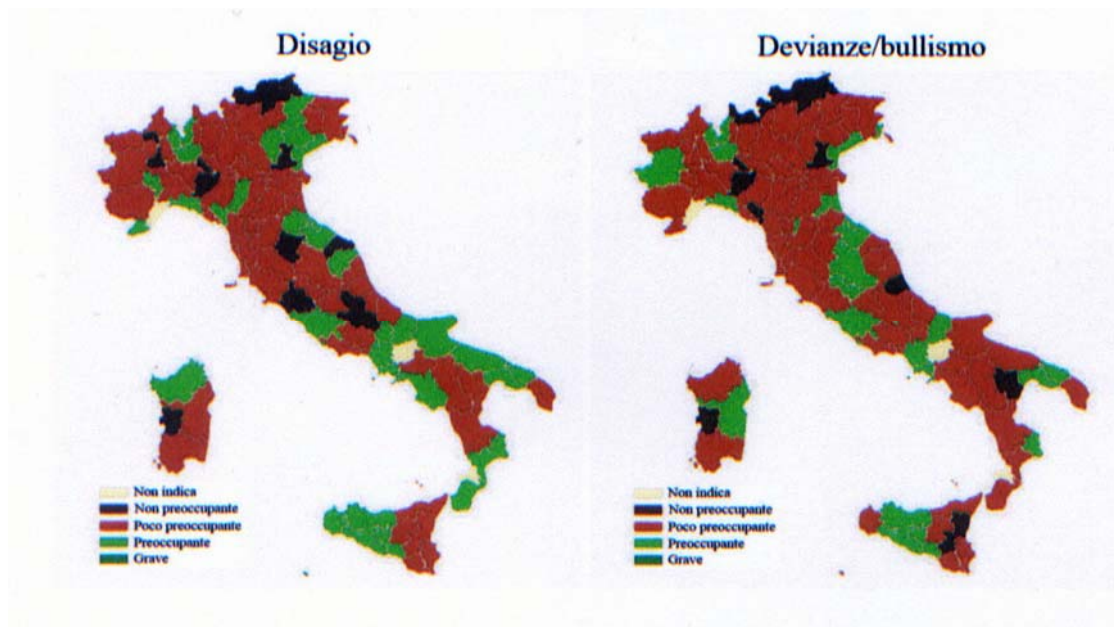 Disagio
Non indica
Non preoccupante
Poco preoccupante
Preoccupante
Grave
Devianze/bullismo
Non indica
Non preoccupante
Poco preoccupante
Preoccupante
Grave